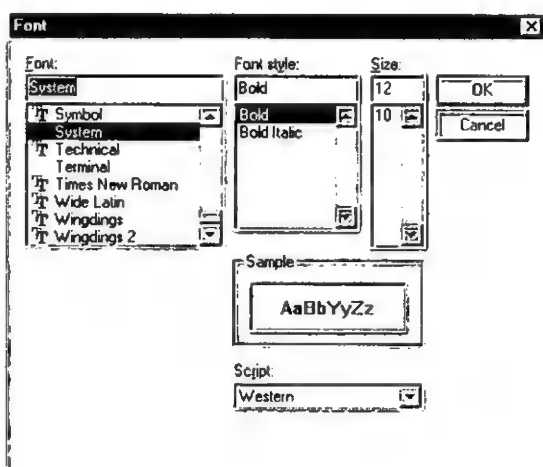 Font
Font: Font style: Size:
System Bold 12 OK
Symbol Bold 10 Cancel
System Bold Italic
Technical
Terminal
Times New Roman
Wide Latin
Wingdings
Wingdings 2
Sample
AaBbYyZz
Script:
Western